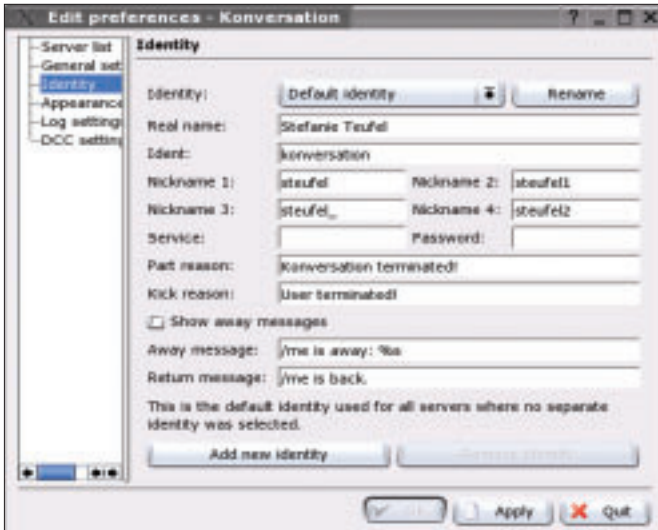 Edit preferences - Konversation
Server list
General set
Identity
Appearance
Log setting
DCC setting
Identity
Identity: Default identity Rename
Real name: Stefanie Teufel
Ident: konversation
Nickname 1: steufel Nickname 2: steufel1
Nickname 3: steufel_ Nickname 4: steufel2
Service: Password:
Part reason: Konversation terminated!
Kick reason: User terminated!
Show away messages
Away message: /me is away: %s
Return message: /me is back.
This is the default identity used for all servers where no separate
identity was selected.
Add new identity
Apply Quit